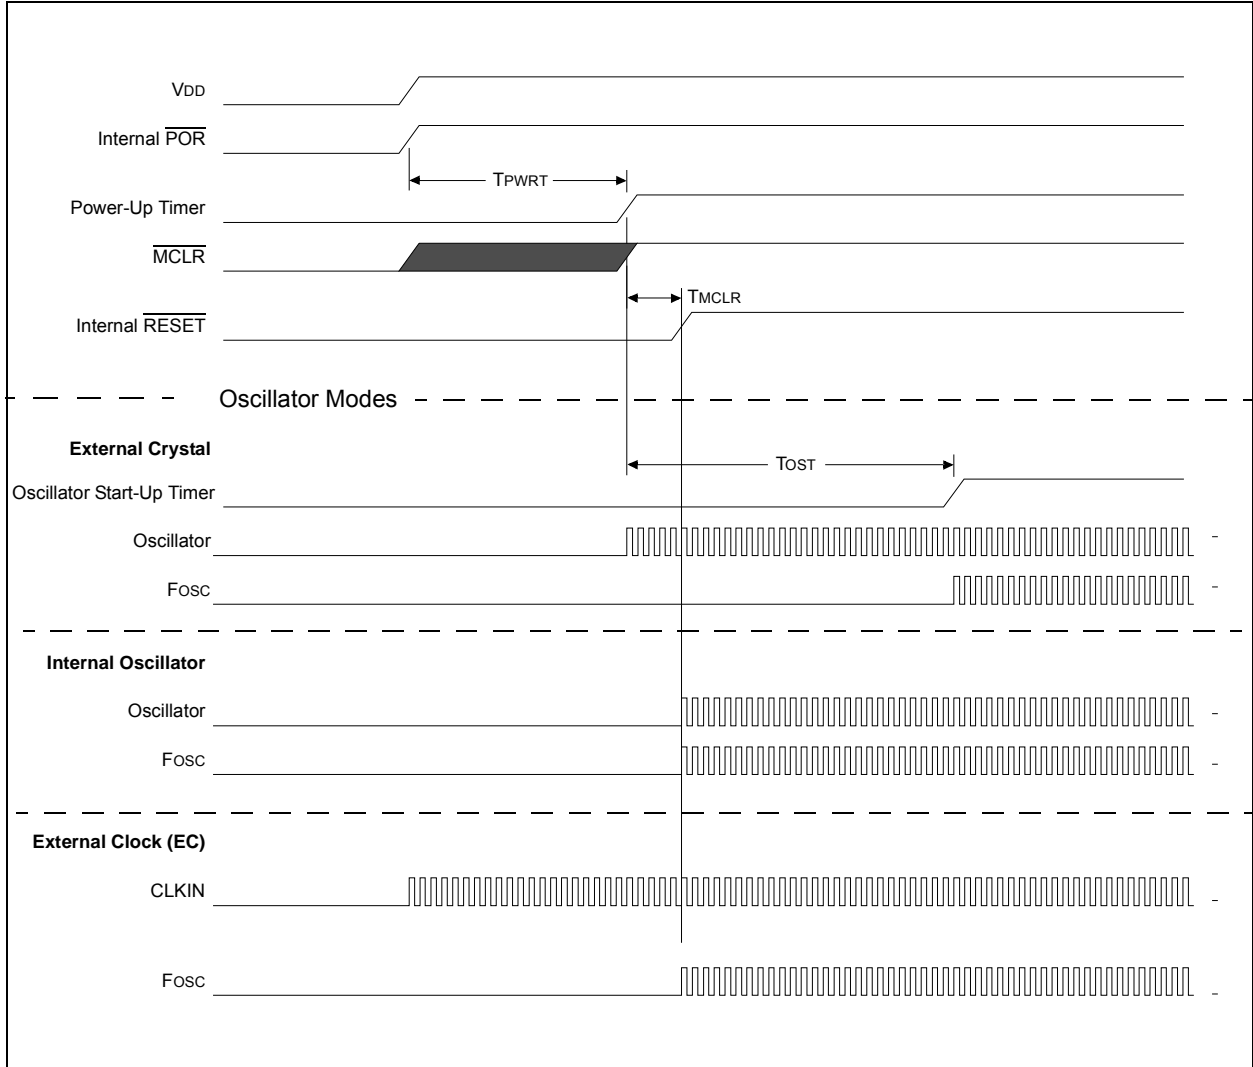 VDD
Internal POR
TPWRT
Power-Up Timer
MCLR
TMCLR
Internal RESET
Oscillator Modes
External Crystal
TOST
Oscillator Start-Up Timer
Oscillator
FOSC
Internal Oscillator
Oscillator
FOSC
External Clock (EC)
CLKIN
FOSC